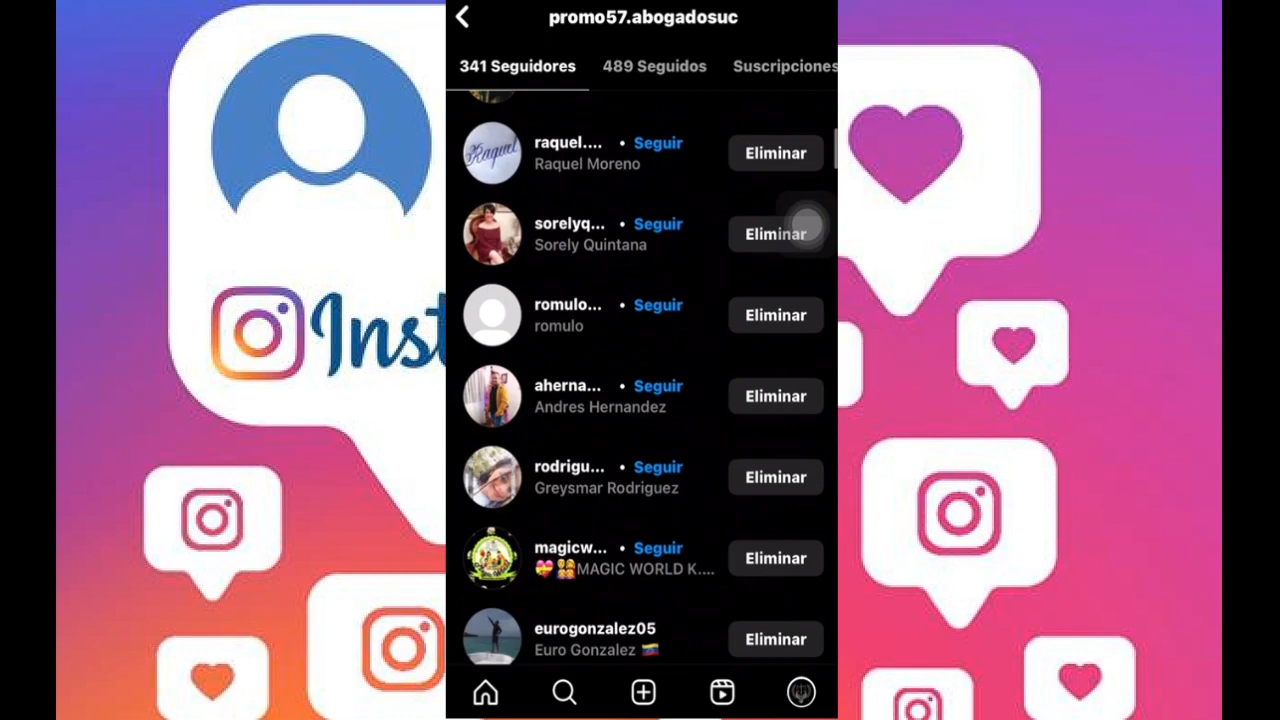 promo57.abogadosuc
341 Seguidores 489 Seguidos Suscripciones
raquel.... • Seguir
Raquel Moreno
Eliminar
sorelyq... • Seguir
Sorely Quintana
Eliminar
romulo... • Seguir
romulo
Eliminar
aherna... • Seguir
Andres Hernandez
Eliminar
rodrigu... • Seguir
Greysmar Rodriguez
Eliminar
magicw... • Seguir
💝👨‍👩‍👧‍👦MAGIC WORLD K....
Eliminar
eurogonzalez05
Euro Gonzalez 🇻🇪
Eliminar
Inst
Raquel